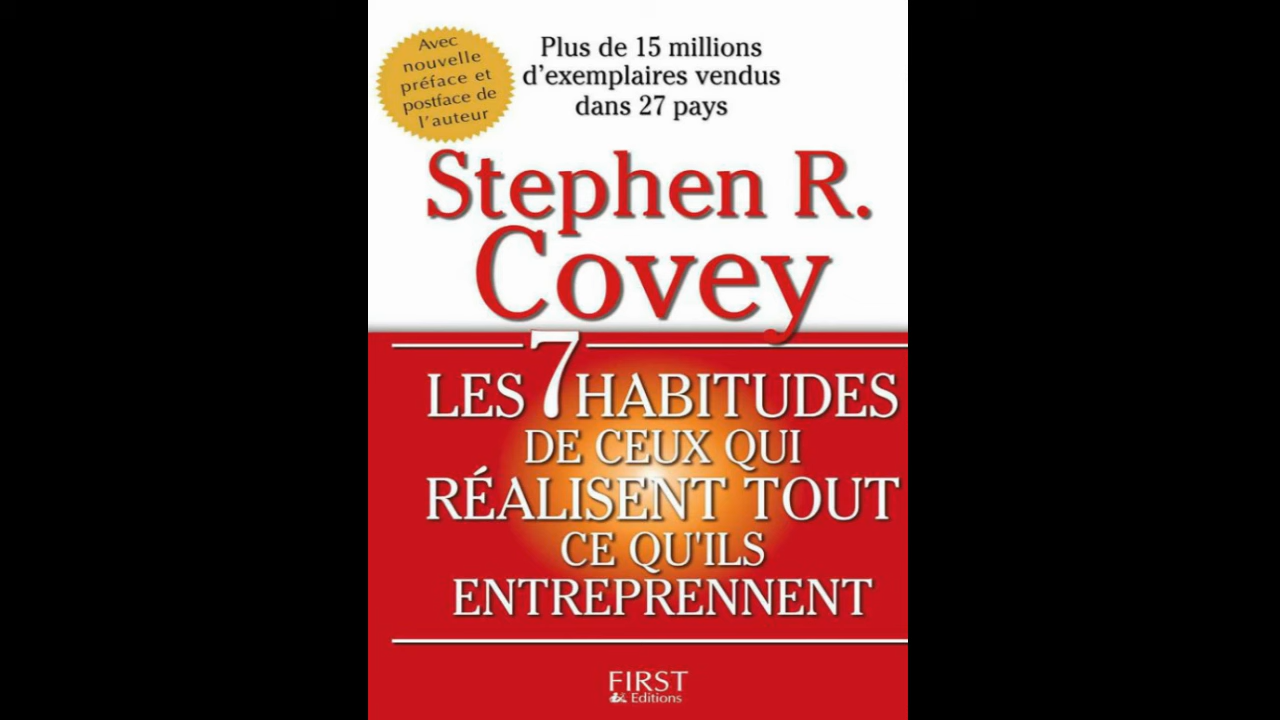 Avec
nouvelle
préface et
postface de
l'auteur
Plus de 15 millions
d'exemplaires vendus
dans 27 pays
Stephen R.
Covey
LES 7 HABITUDES
DE CEUX QUI
RÉALISENT TOUT
CE QU'ILS
ENTREPRENNENT
FIRST
Editions